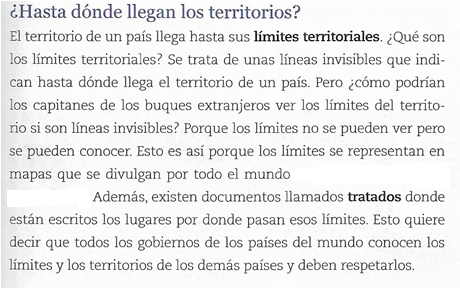 ¿Hasta dónde llegan los territorios?
El territorio de un país llega hasta sus límites territoriales. ¿Qué son
los límites territoriales? Se trata de unas líneas invisibles que indi-
can hasta dónde llega el territorio de un país. Pero ¿cómo podrían
los capitanes de los buques extranjeros ver los límites del territo-
rio si son líneas invisibles? Porque los límites no se pueden ver pero
se pueden conocer. Esto es así porque los límites se representan en
mapas que se divulgan por todo el mundo
Además, existen documentos llamados tratados donde
están escritos los lugares por donde pasan esos límites. Esto quiere
decir que todos los gobiernos de los países del mundo conocen los
límites y los territorios de los demás países y deben respetarlos.